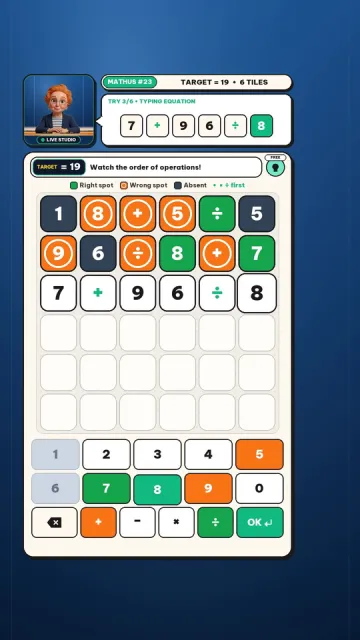 MATHUS #23
TARGET = 19 • 6 TILES
TRY 3/6 • TYPING EQUATION
7 + 9 6 ÷ 8
LIVE STUDIO
TARGET = 19
Watch the order of operations!
FREE
Right spot
Wrong spot
Absent
× ÷ first
1 8 + 5 ÷ 5
9 6 ÷ 8 + 7
7 + 9 6 ÷ 8
1 2 3 4 5
6 7 8 9 0
+ − × ÷ OK ↵